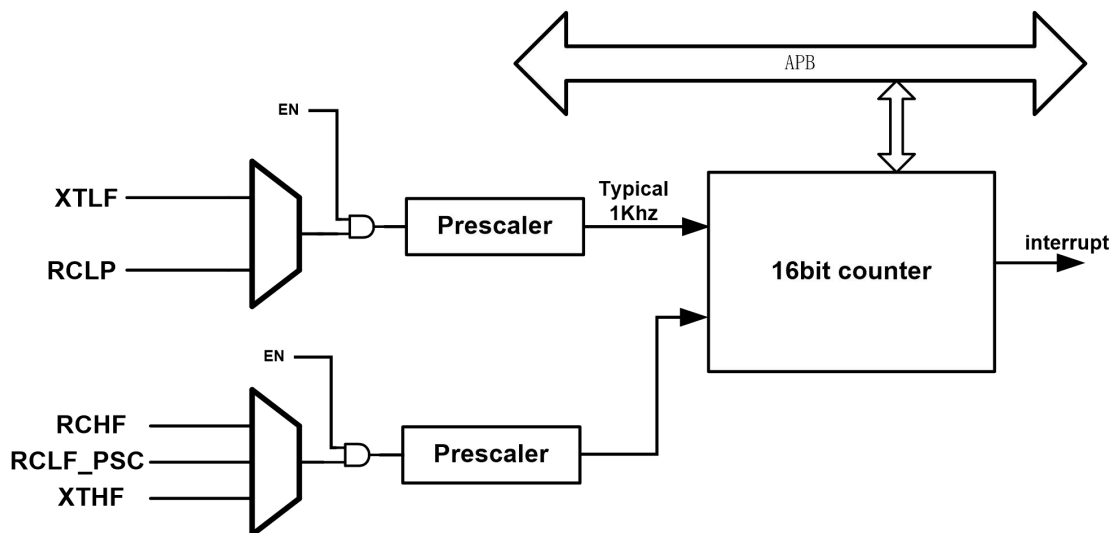 APB
EN
XTLF
RCLP
Prescaler
Typical
1Khz
16bit counter
interrupt
EN
RCHF
RCLF_PSC
XTHF
Prescaler